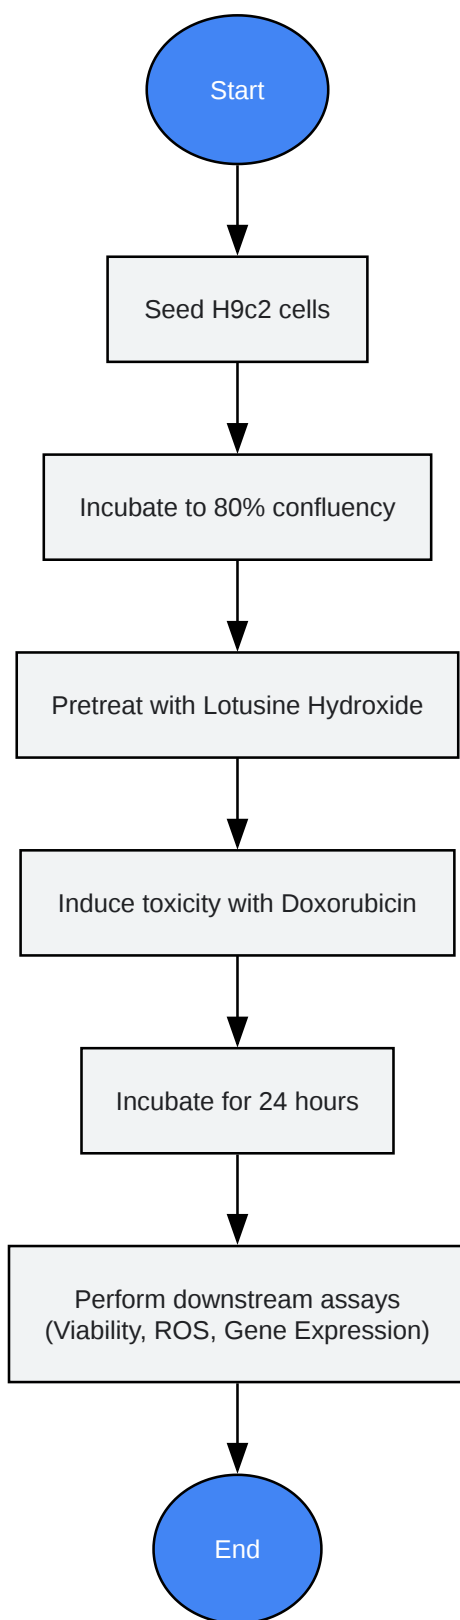 Start
Seed H9c2 cells
Incubate to 80% confluency
Pretreat with Lotusine Hydroxide
Induce toxicity with Doxorubicin
Incubate for 24 hours
Perform downstream assays
(Viability, ROS, Gene Expression)
End